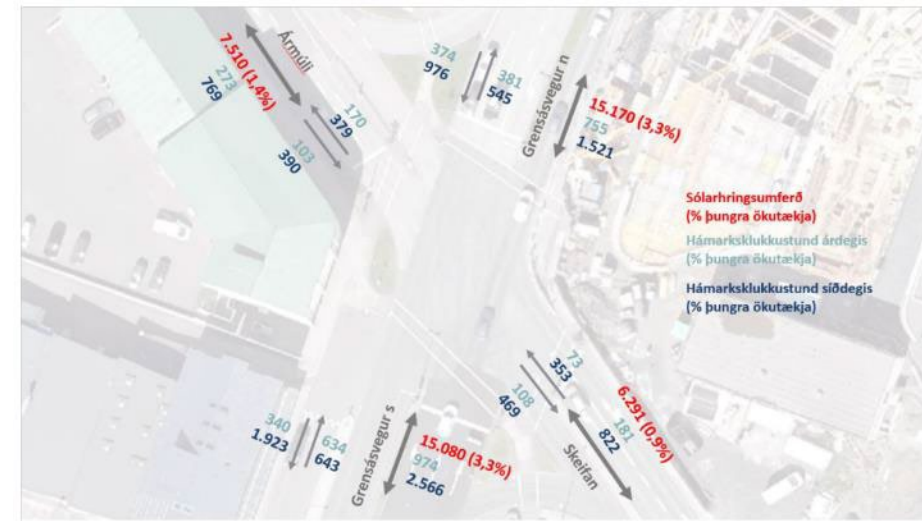 7.510 (1,4%)
273
769
Ármúli
170
379
103
390
374
976
381
545
Grensásvegur n
15.170 (3,3%)
755
1.521
Sólarhringsumferð
(% þungra ökutækja)
Hámarksklukkustund árdegis
(% þungra ökutækja)
Hámarksklukkustund síðdegis
(% þungra ökutækja)
340
1.923
634
643
Grensásvegur s
15.080 (3,3%)
974
2.566
73
353
108
469
6.291 (0,9%)
181
822
Skeifan